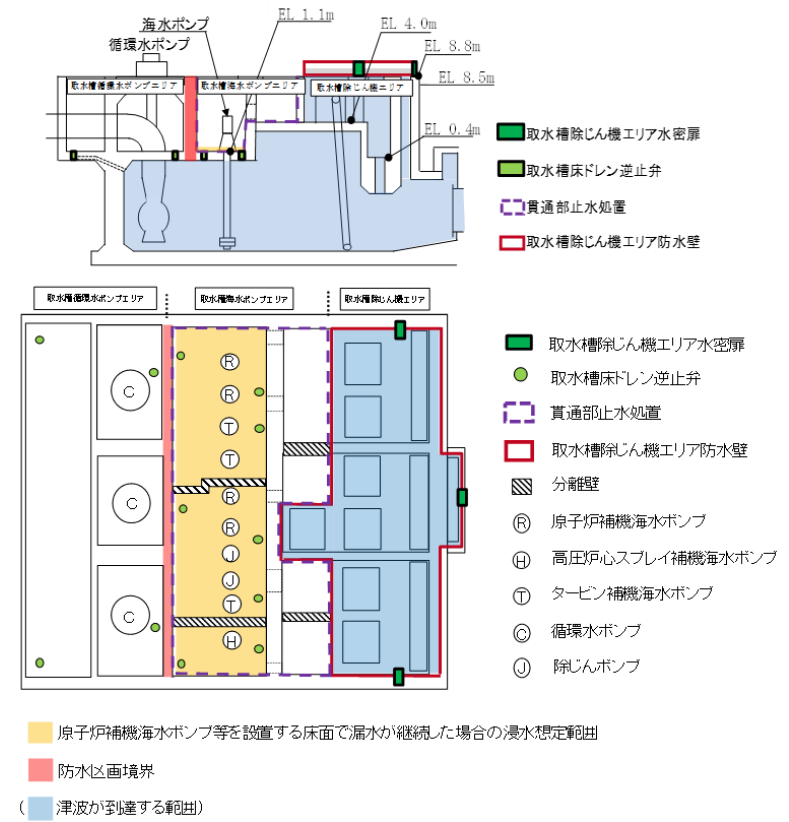 EL 1.1m
海水ポンプ
EL 4.0m
循環水ポンプ
EL 8.8m
EL 8.5m
取水槽循環水ポンプエリア
取水槽海水ポンプエリア
取水槽除じん機エリア
EL 0.4m
取水槽除じん機エリア水密扉
取水槽床ドレン逆止弁
貫通部止水処置
取水槽除じん機エリア防水壁
取水槽循環水ポンプエリア
取水槽海水ポンプエリア
取水槽除じん機エリア
C
C
C
R
R
T
T
R
R
J
J
T
H
取水槽除じん機エリア水密扉
取水槽床ドレン逆止弁
貫通部止水処置
取水槽除じん機エリア防水壁
分離壁
R 原子炉補機海水ポンプ
H 高圧炉心スプレイ補機海水ポンプ
T タービン補機海水ポンプ
C 循環水ポンプ
J 除じんポンプ
原子炉補機海水ポンプ等を設置する床面で漏水が継続した場合の浸水想定範囲
防水区画境界
( 津波が到達する範囲)